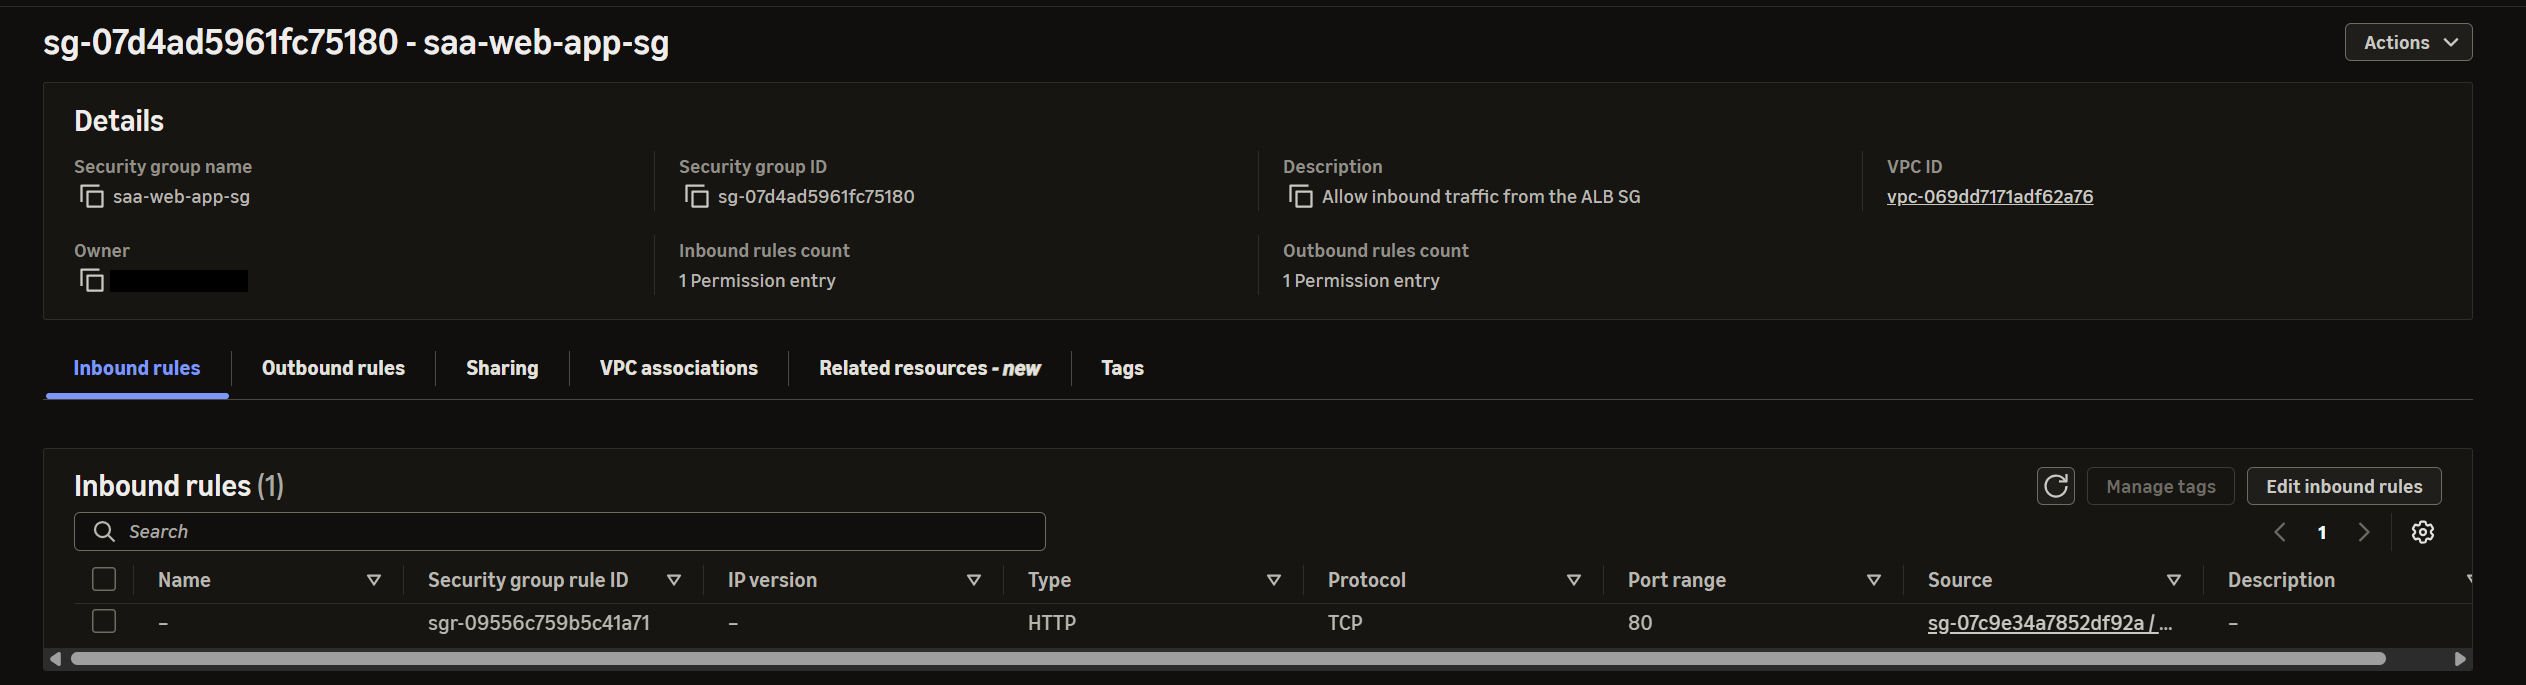 sg-07d4ad5961fc75180 - saa-web-app-sg
Actions
Details
Security group name
saa-web-app-sg
Security group ID
sg-07d4ad5961fc75180
Description
Allow inbound traffic from the ALB SG
VPC ID
vpc-069dd7171adf62a76
Owner
Inbound rules count
1 Permission entry
Outbound rules count
1 Permission entry
Inbound rules Outbound rules Sharing VPC associations Related resources - new Tags
Inbound rules (1)
Manage tags
Edit inbound rules
Search
1
Name Security group rule ID IP version Type Protocol Port range Source Description
– sgr-09556c759b5c41a71 – HTTP TCP 80 sg-07c9e34a7852df92a / ... –